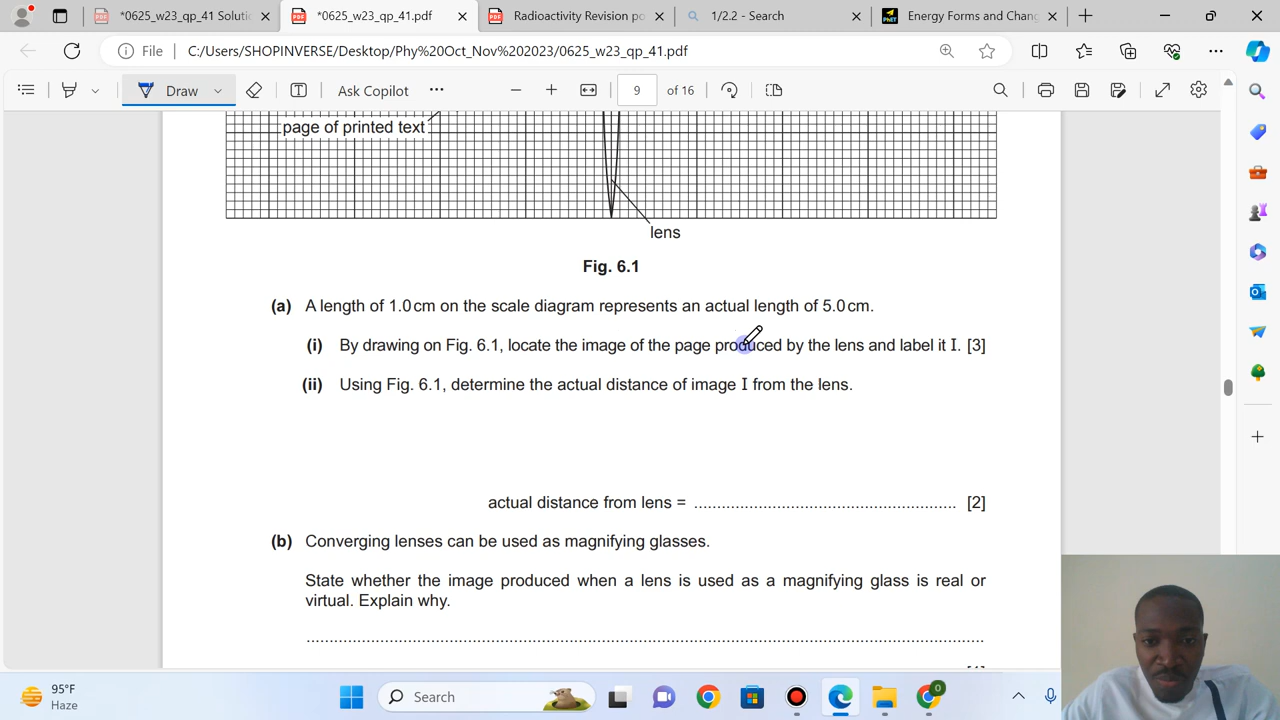 *0625_w23_qp_41 Soluti
*0625_w23_qp_41.pdf
Radioactivity Revision po
1/2.2 - Search
Energy Forms and Chang
File
C:/Users/SHOPINVERSE/Desktop/Phy%20Oct_Nov%202023/0625_w23_qp_41.pdf
Draw
Ask Copilot
9 of 16
page of printed text
lens
Fig. 6.1
(a) A length of 1.0 cm on the scale diagram represents an actual length of 5.0 cm.
(i) By drawing on Fig. 6.1, locate the image of the page produced by the lens and label it I. [3]
(ii) Using Fig. 6.1, determine the actual distance of image I from the lens.
actual distance from lens = ...................................................... [2]
(b) Converging lenses can be used as magnifying glasses.
State whether the image produced when a lens is used as a magnifying glass is real or
virtual. Explain why.
95°F
Haze
Search